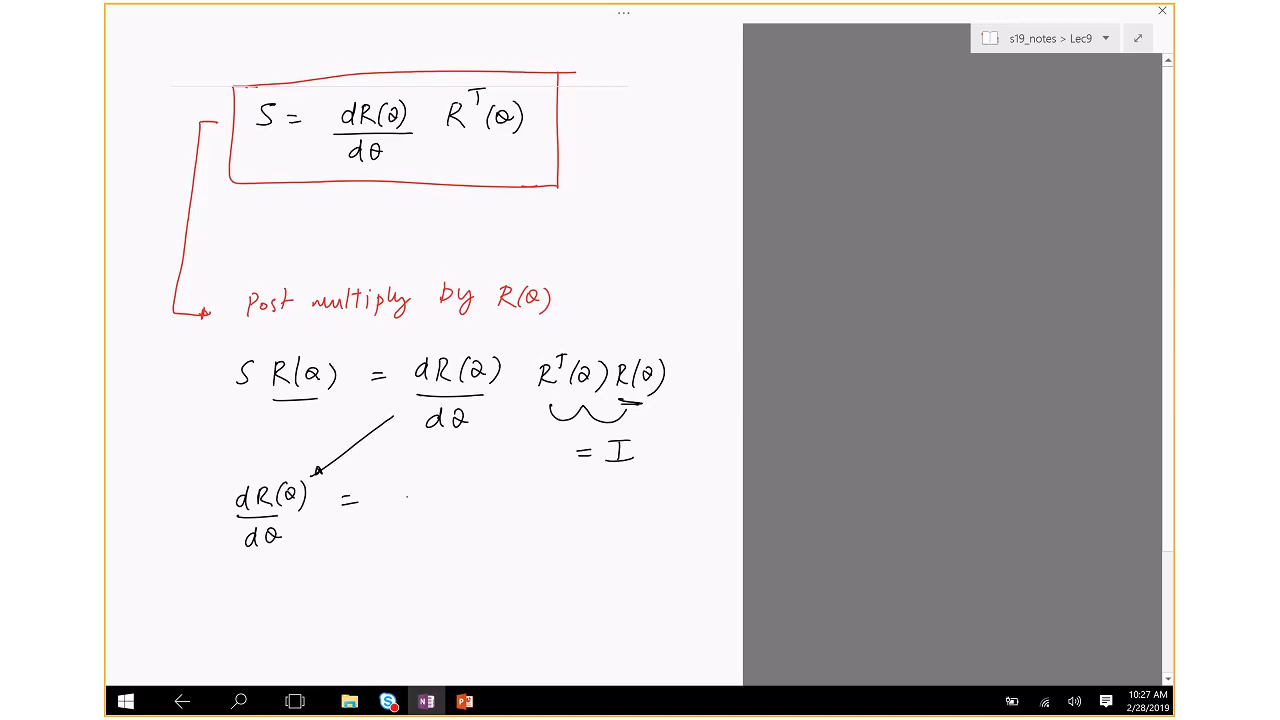 ...
s19_notes > Lec9
S = dR(θ)/dθ R^T(θ)
Post multiply by R(θ)
S R(θ) = dR(θ)/dθ R^T(θ) R(θ)
= I
dR(θ)/dθ =
10:27 AM
2/28/2019